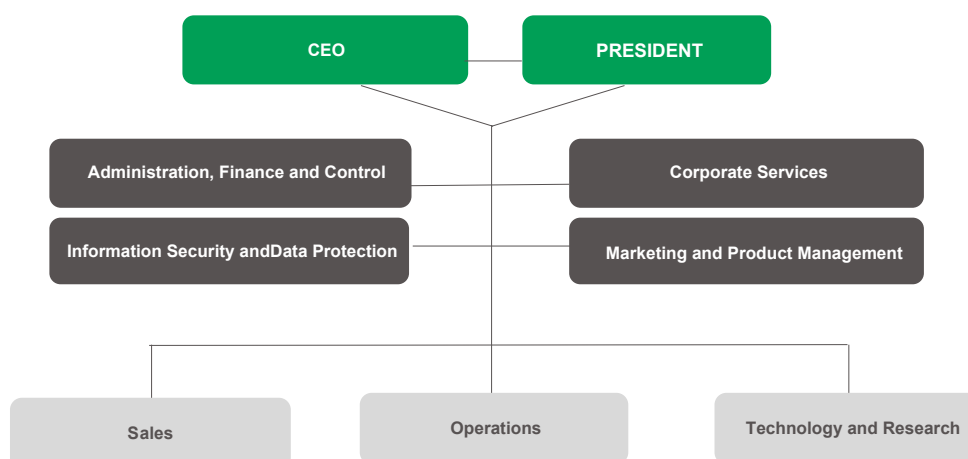 CEO
PRESIDENT
Administration, Finance and Control
Corporate Services
Information Security andData Protection
Marketing and Product Management
Sales
Operations
Technology and Research